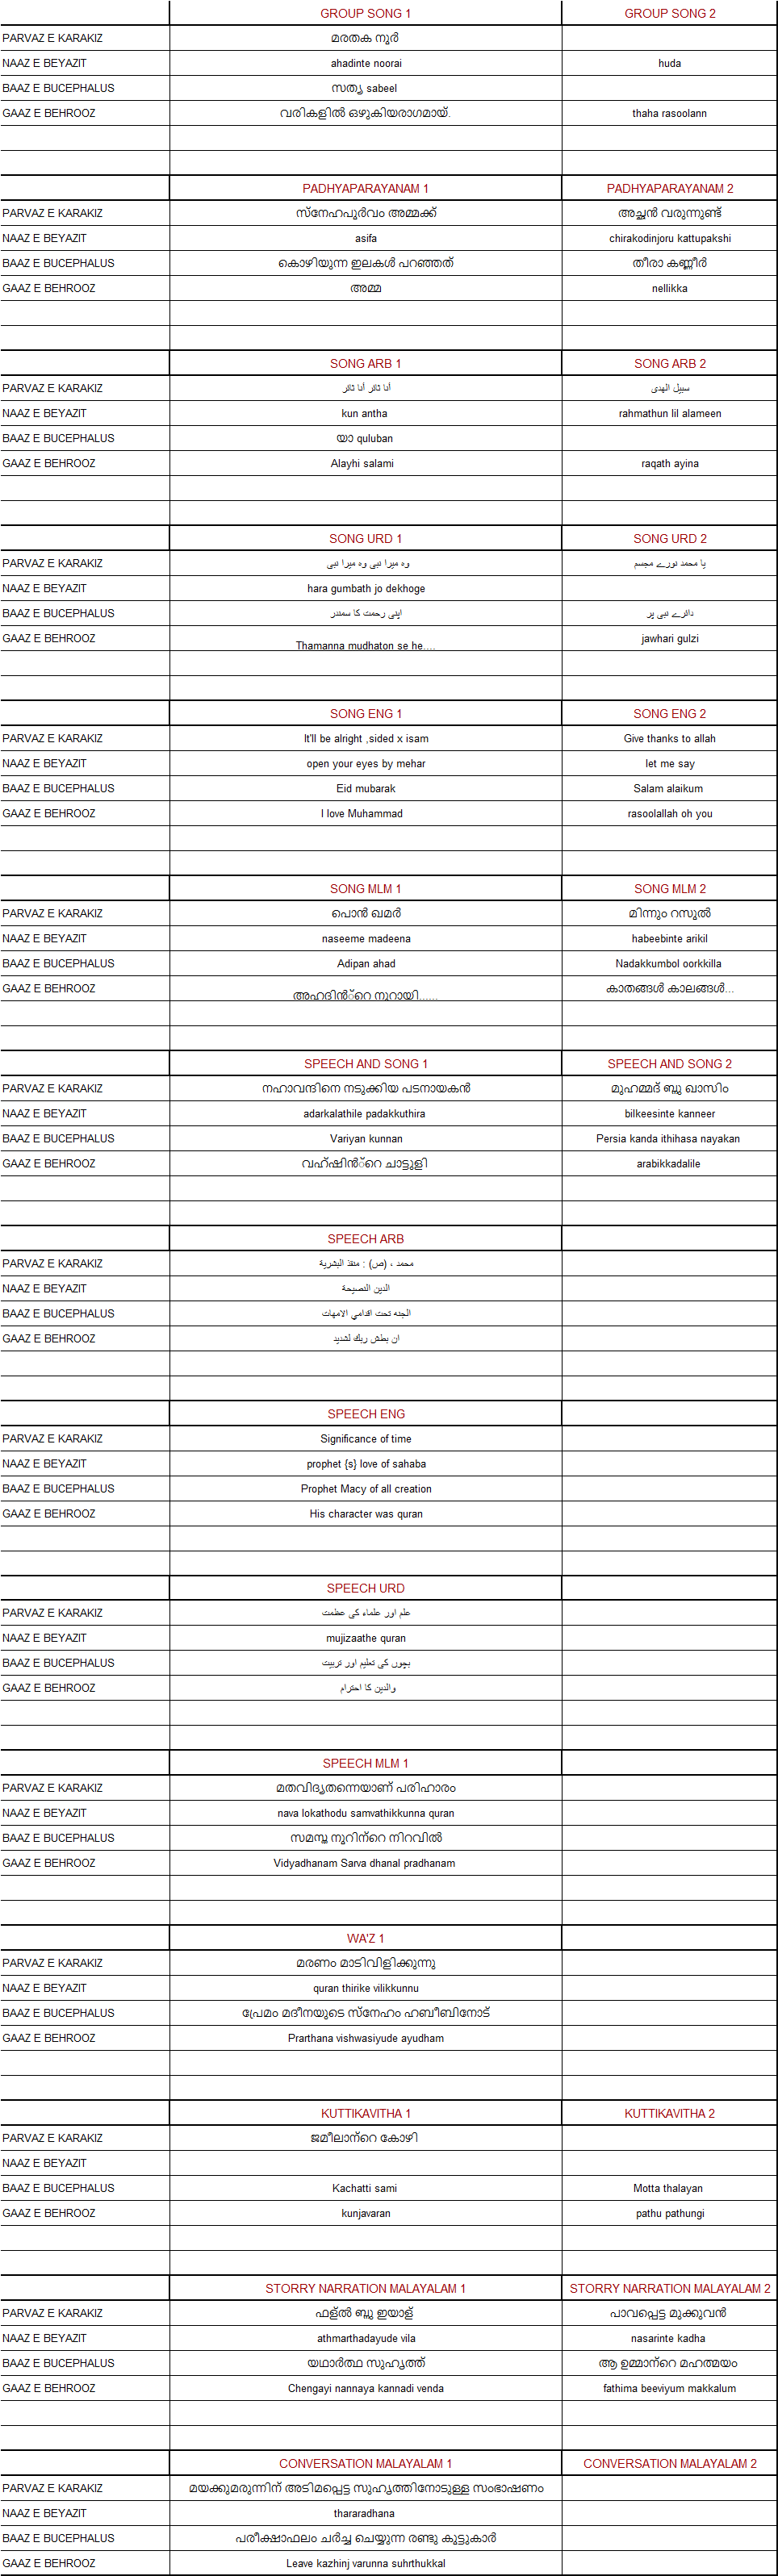 GROUP SONG 1 GROUP SONG 2
PARVAZ E KARAKIZ മരതക നൂർ
NAAZ E BEYAZIT ahadinte noorai huda
BAAZ E BUCEPHALUS സത്യ sabeel
GAAZ E BEHROOZ വരികളിൽ ഒഴുകിയരാഗമായ്. thaha rasoolann
PADHYAPARAYANAM 1 PADHYAPARAYANAM 2
PARVAZ E KARAKIZ സ്നേഹപൂർവം അമ്മക്ക് അച്ഛൻ വരുന്നുണ്ട്
NAAZ E BEYAZIT asifa chirakodinjoru kattupakshi
BAAZ E BUCEPHALUS കൊഴിയുന്ന ഇലകൾ പറഞ്ഞത് തീരാ കണ്ണീർ
GAAZ E BEHROOZ അമ്മ nellikka
SONG ARB 1 SONG ARB 2
PARVAZ E KARAKIZ أنا ثائر أنا ثائر سبيل الهدى
NAAZ E BEYAZIT kun antha rahmathun lil alameen
BAAZ E BUCEPHALUS യാ quluban
GAAZ E BEHROOZ Alayhi salami raqath ayina
SONG URD 1 SONG URD 2
PARVAZ E KARAKIZ وہ میرا نبی وہ میرا نبی یا محمد نورے مجسم
NAAZ E BEYAZIT hara gumbath jo dekhoge
BAAZ E BUCEPHALUS اپنی رحمت کا سمندر دائرے نبی پر
GAAZ E BEHROOZ Thamanna mudhaton se he.... jawhari gulzi
SONG ENG 1 SONG ENG 2
PARVAZ E KARAKIZ It'll be alright ,sided x isam Give thanks to allah
NAAZ E BEYAZIT open your eyes by mehar let me say
BAAZ E BUCEPHALUS Eid mubarak Salam alaikum
GAAZ E BEHROOZ I love Muhammad rasoolallah oh you
SONG MLM 1 SONG MLM 2
PARVAZ E KARAKIZ പൊൻ ഖമർ മിന്നും റസൂൽ
NAAZ E BEYAZIT naseeme madeena habeebinte arikil
BAAZ E BUCEPHALUS Adipan ahad Nadakkumbol oorkkilla
GAAZ E BEHROOZ അഹദിൻ്റെ നൂറായി...... കാതങ്ങൾ കാലങ്ങൾ...
SPEECH AND SONG 1 SPEECH AND SONG 2
PARVAZ E KARAKIZ നഹാവന്ദിനെ നടുക്കിയ പടനായകൻ മുഹമ്മദ് ബ്നു ഖാസിം
NAAZ E BEYAZIT adarkalathile padakkuthira bilkeesinte kanneer
BAAZ E BUCEPHALUS Variyan kunnan Persia kanda ithihasa nayakan
GAAZ E BEHROOZ വഹ്ഷിൻ്റെ ചാട്ടുളി arabikkadalile
SPEECH ARB
PARVAZ E KARAKIZ محمد ، (ص) : منقذ البشرية
NAAZ E BEYAZIT الدين النصيحة
BAAZ E BUCEPHALUS الجنه تحت اقدامي الامهات
GAAZ E BEHROOZ ان بطش ربك لشديد
SPEECH ENG
PARVAZ E KARAKIZ Significance of time
NAAZ E BEYAZIT prophet {s} love of sahaba
BAAZ E BUCEPHALUS Prophet Macy of all creation
GAAZ E BEHROOZ His character was quran
SPEECH URD
PARVAZ E KARAKIZ علم اور علماء کی عظمت
NAAZ E BEYAZIT mujizaathe quran
BAAZ E BUCEPHALUS بچوں کی تعلیم اور تربیت
GAAZ E BEHROOZ والدین کا احترام
SPEECH MLM 1
PARVAZ E KARAKIZ മതവിദ്യതന്നെയാണ് പരിഹാരം
NAAZ E BEYAZIT nava lokathodu samvathikkunna quran
BAAZ E BUCEPHALUS സമസ്ത നൂറിന്റെ നിറവിൽ
GAAZ E BEHROOZ Vidyadhanam Sarva dhanal pradhanam
WA'Z 1
PARVAZ E KARAKIZ മരണം മാടിവിളിക്കുന്നു
NAAZ E BEYAZIT quran thirike vilikkunnu
BAAZ E BUCEPHALUS പ്രേമം മദീനയുടെ സ്നേഹം ഹബീബിനോട്
GAAZ E BEHROOZ Prarthana vishwasiyude ayudham
KUTTIKAVITHA 1 KUTTIKAVITHA 2
PARVAZ E KARAKIZ ജമീലാന്റെ കോഴി
NAAZ E BEYAZIT
BAAZ E BUCEPHALUS Kachatti sami Motta thalayan
GAAZ E BEHROOZ kunjavaran pathu pathungi
STORRY NARRATION MALAYALAM 1 STORRY NARRATION MALAYALAM 2
PARVAZ E KARAKIZ ഫള്ൽ ബ്നു ഇയാള് പാവപ്പെട്ട മുക്കുവൻ
NAAZ E BEYAZIT athmarthadayude vila nasarinte kadha
BAAZ E BUCEPHALUS യഥാർത്ഥ സുഹൃത്ത് ആ ഉമ്മാന്റെ മഹത്മയം
GAAZ E BEHROOZ Chengayi nannaya kannadi venda fathima beeviyum makkalum
CONVERSATION MALAYALAM 1 CONVERSATION MALAYALAM 2
PARVAZ E KARAKIZ മയക്കുമരുന്നിന് അടിമപ്പെട്ട സുഹൃത്തിനോടുള്ള സംഭാഷണം
NAAZ E BEYAZIT thararadhana
BAAZ E BUCEPHALUS പരീക്ഷാഫലം ചർച്ച ചെയ്യുന്ന രണ്ടു കൂട്ടുകാർ
GAAZ E BEHROOZ Leave kazhinj varunna suhrthukkal